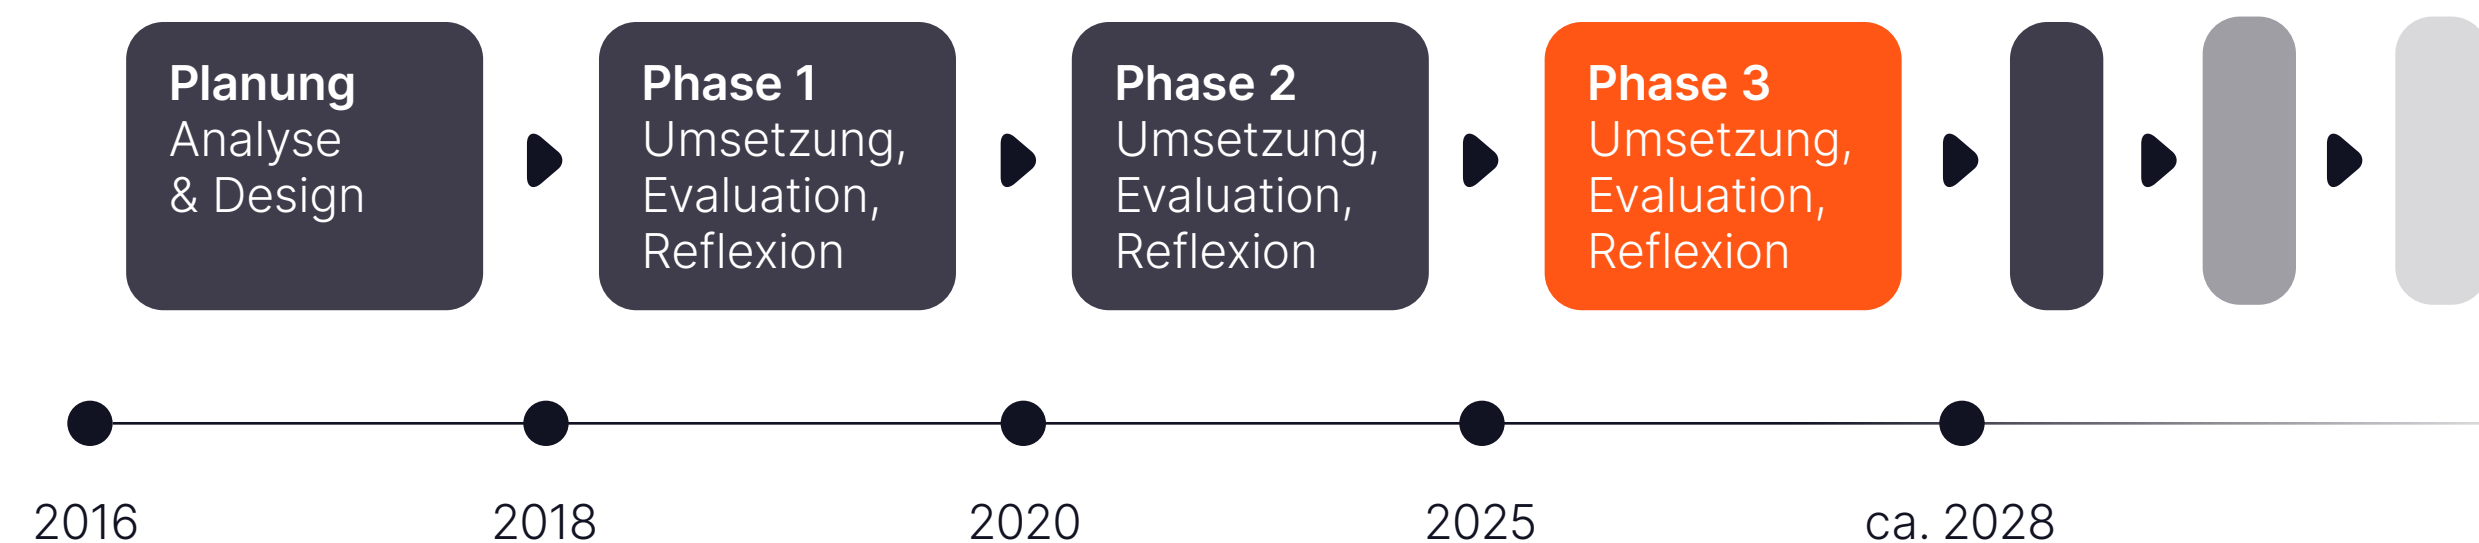 Planung
Analyse
& Design
Phase 1
Umsetzung,
Evaluation,
Reflexion
Phase 2
Umsetzung,
Evaluation,
Reflexion
Phase 3
Umsetzung,
Evaluation,
Reflexion
2016
2018
2020
2025
ca. 2028